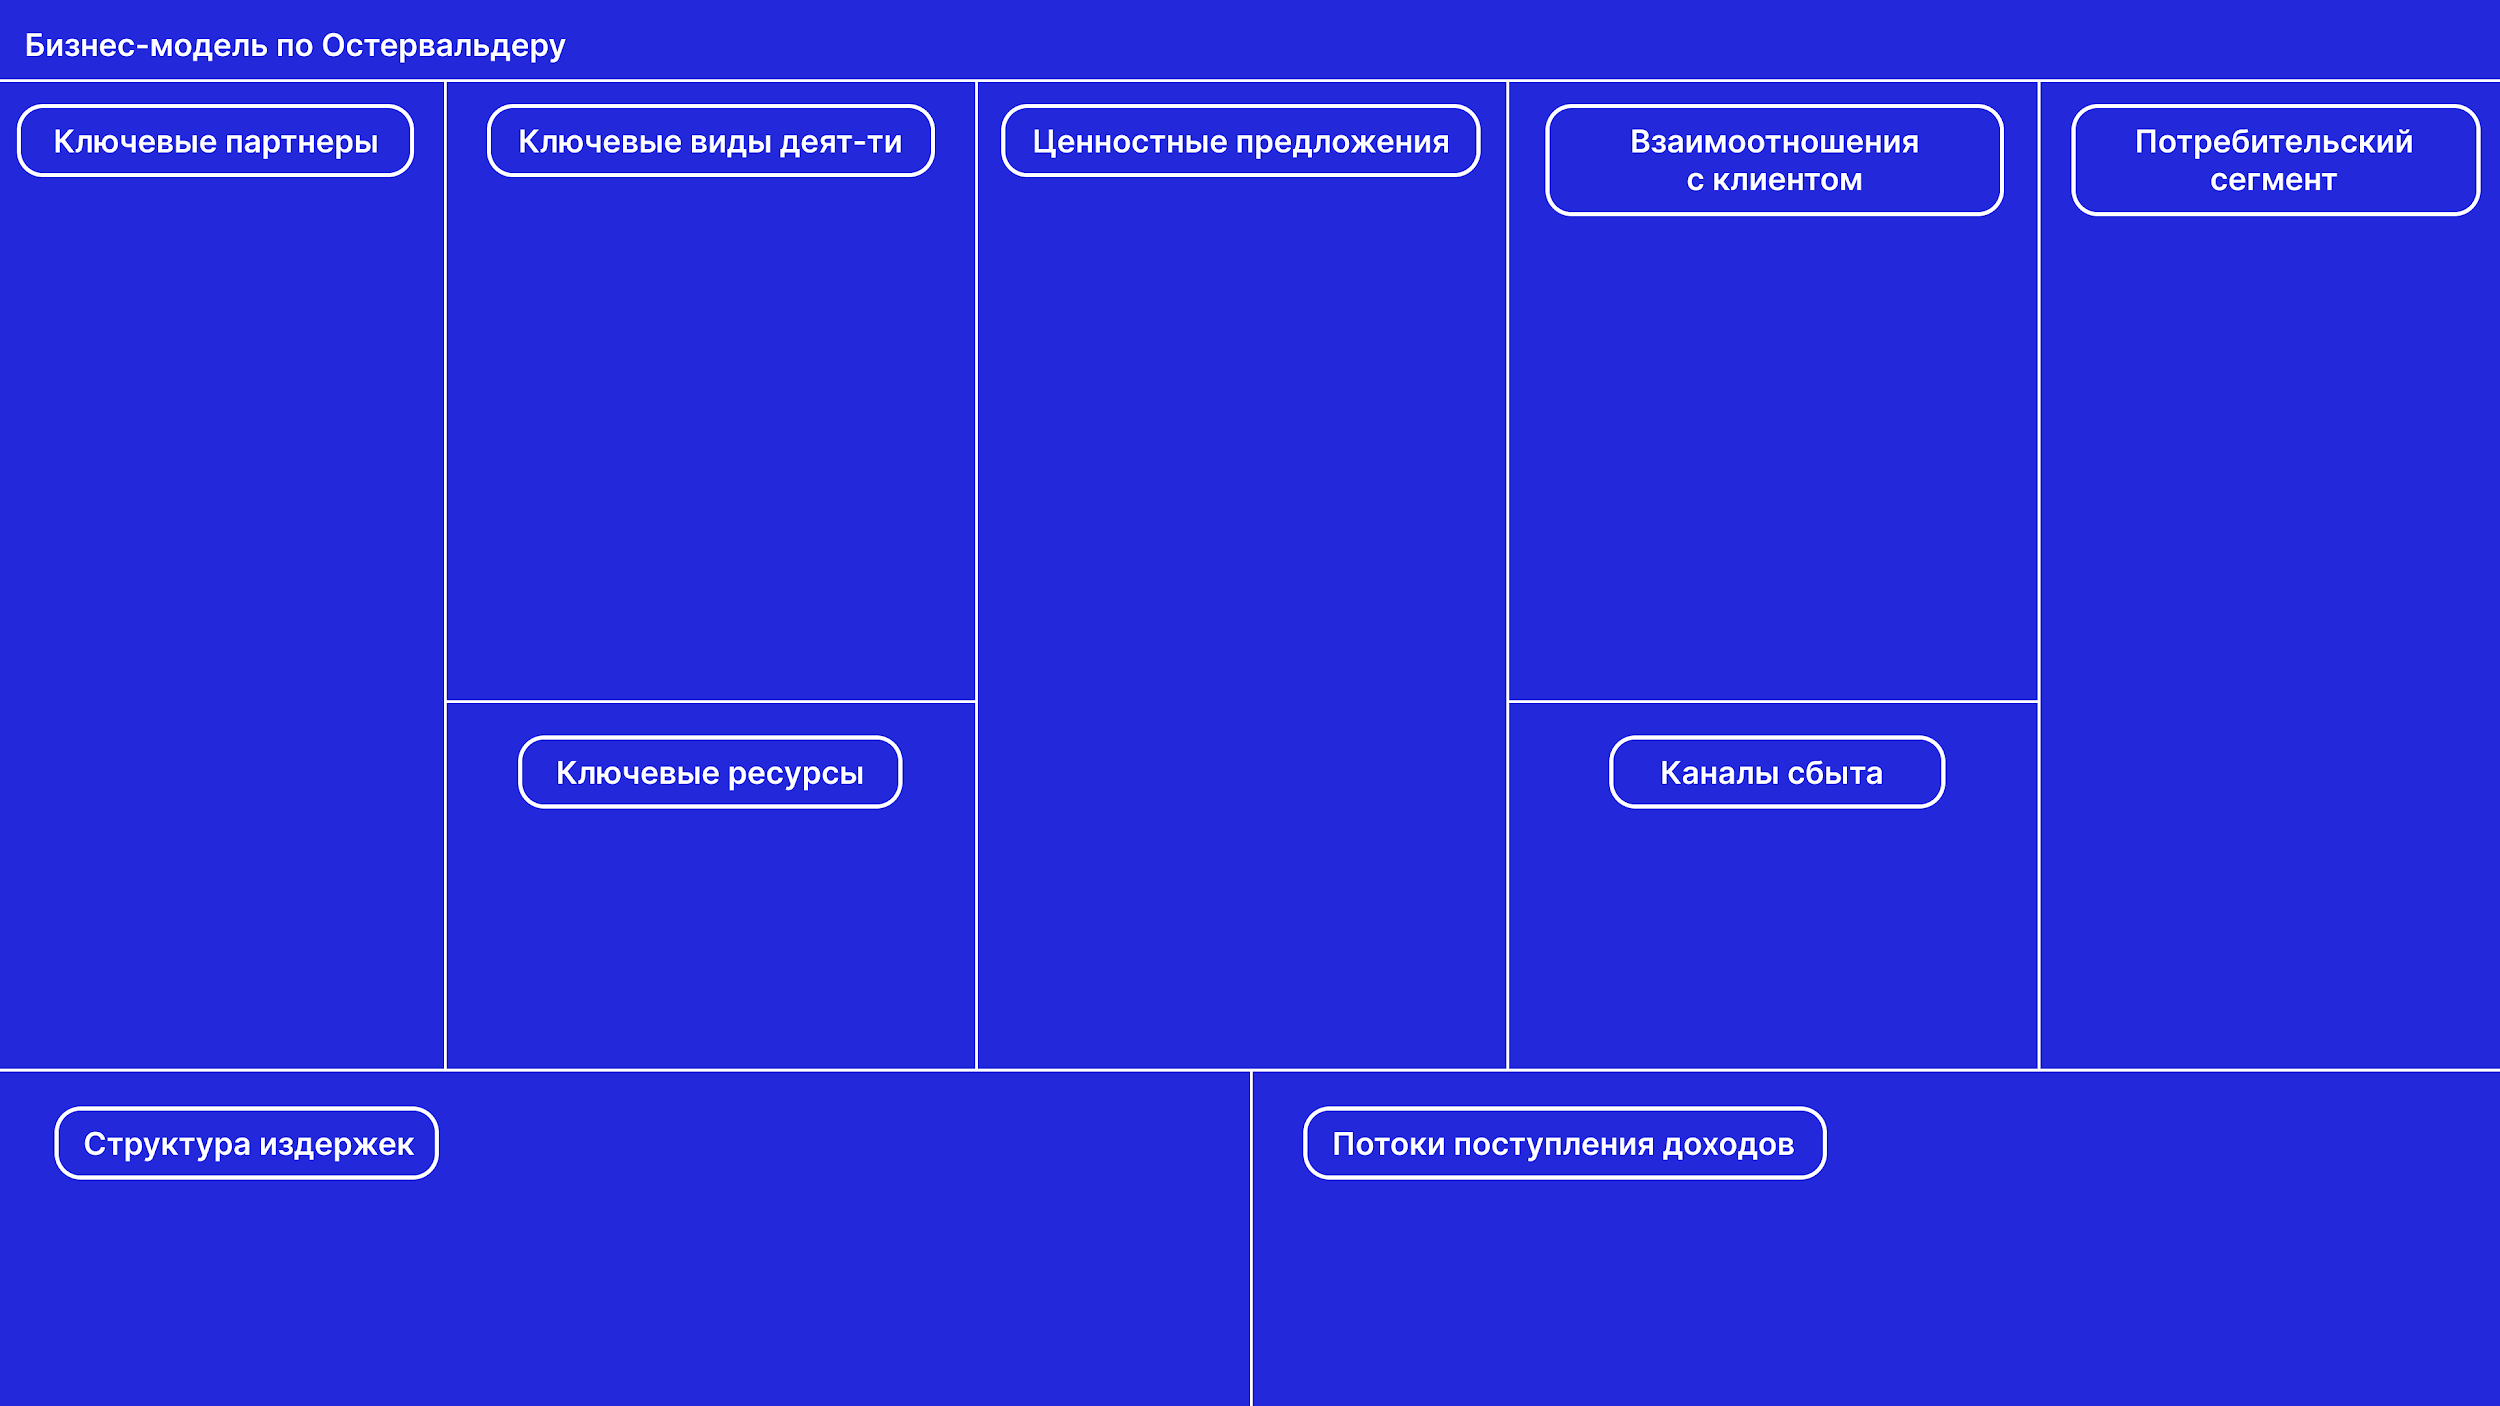 Бизнес-модель по Остервальдеру
Ключевые партнеры
Ключевые виды деят-ти
Ценностные предложения
Взаимоотношения
с клиентом
Потребительский
сегмент
Ключевые ресурсы
Каналы сбыта
Структура издержек
Потоки поступления доходов